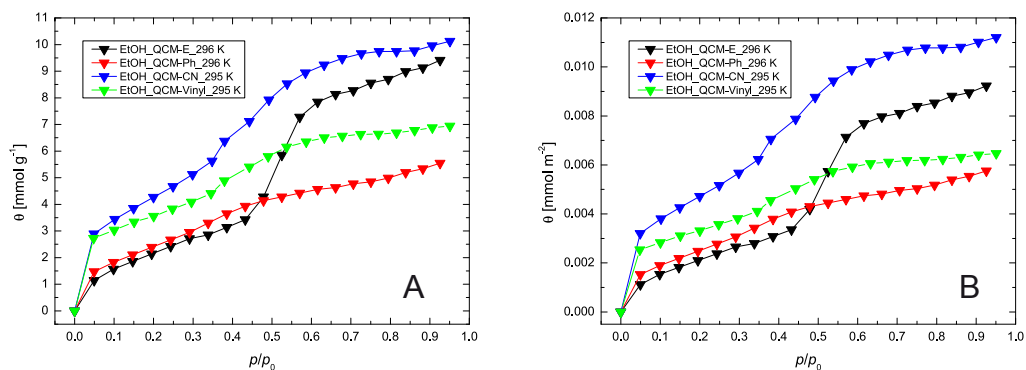 11
10
9
8
7
6
5
4
3
2
1
0
θ [mmol g⁻¹]
EtOH_QCM-E_296 K
EtOH_QCM-Ph_296 K
EtOH_QCM-CN_295 K
EtOH_QCM-Vinyl_295 K
A
0.0 0.1 0.2 0.3 0.4 0.5 0.6 0.7 0.8 0.9 1.0
p/p₀
0.012
0.010
0.008
0.006
0.004
0.002
0.000
θ [mmol m⁻²]
EtOH_QCM-E_296 K
EtOH_QCM-Ph_296 K
EtOH_QCM-CN_295 K
EtOH_QCM-Vinyl_295 K
B
0.0 0.1 0.2 0.3 0.4 0.5 0.6 0.7 0.8 0.9 1.0
p/p₀